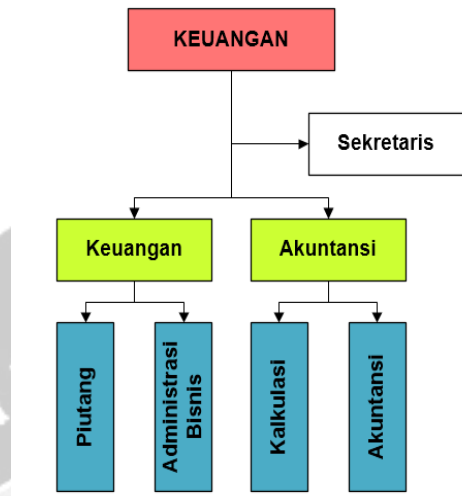 KEUANGAN
Sekretaris
Keuangan
Akuntansi
Piutang
Administrasi
Bisnis
Kalkulasi
Akuntansi